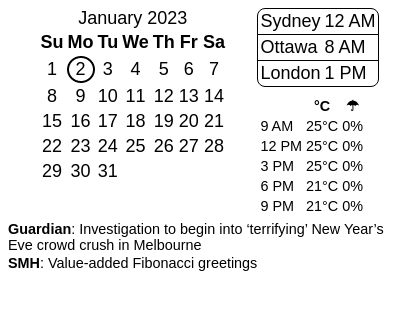 January 2023
Su Mo Tu We Th Fr Sa
1 2 3 4 5 6 7
8 9 10 11 12 13 14
15 16 17 18 19 20 21
22 23 24 25 26 27 28
29 30 31
Sydney 12 AM
Ottawa 8 AM
London 1 PM
°C ☂
9 AM 25°C 0%
12 PM 25°C 0%
3 PM 25°C 0%
6 PM 21°C 0%
9 PM 21°C 0%
Guardian: Investigation to begin into ‘terrifying’ New Year’s
Eve crowd crush in Melbourne
SMH: Value-added Fibonacci greetings